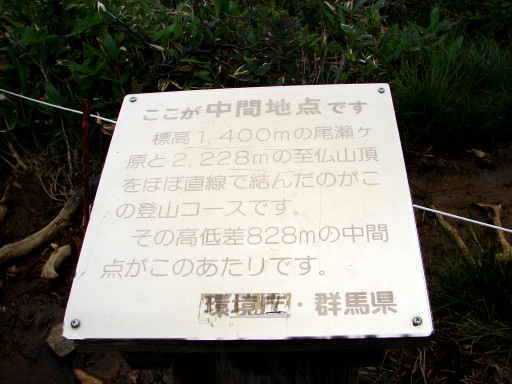 ここが中間地点です
標高1,400mの尾瀬ヶ
原と2,228mの至仏山頂
をほぼ直線で結んだのがこ
の登山コースです。
その高低差828mの中間
点がこのあたりです。
環境庁・群馬県